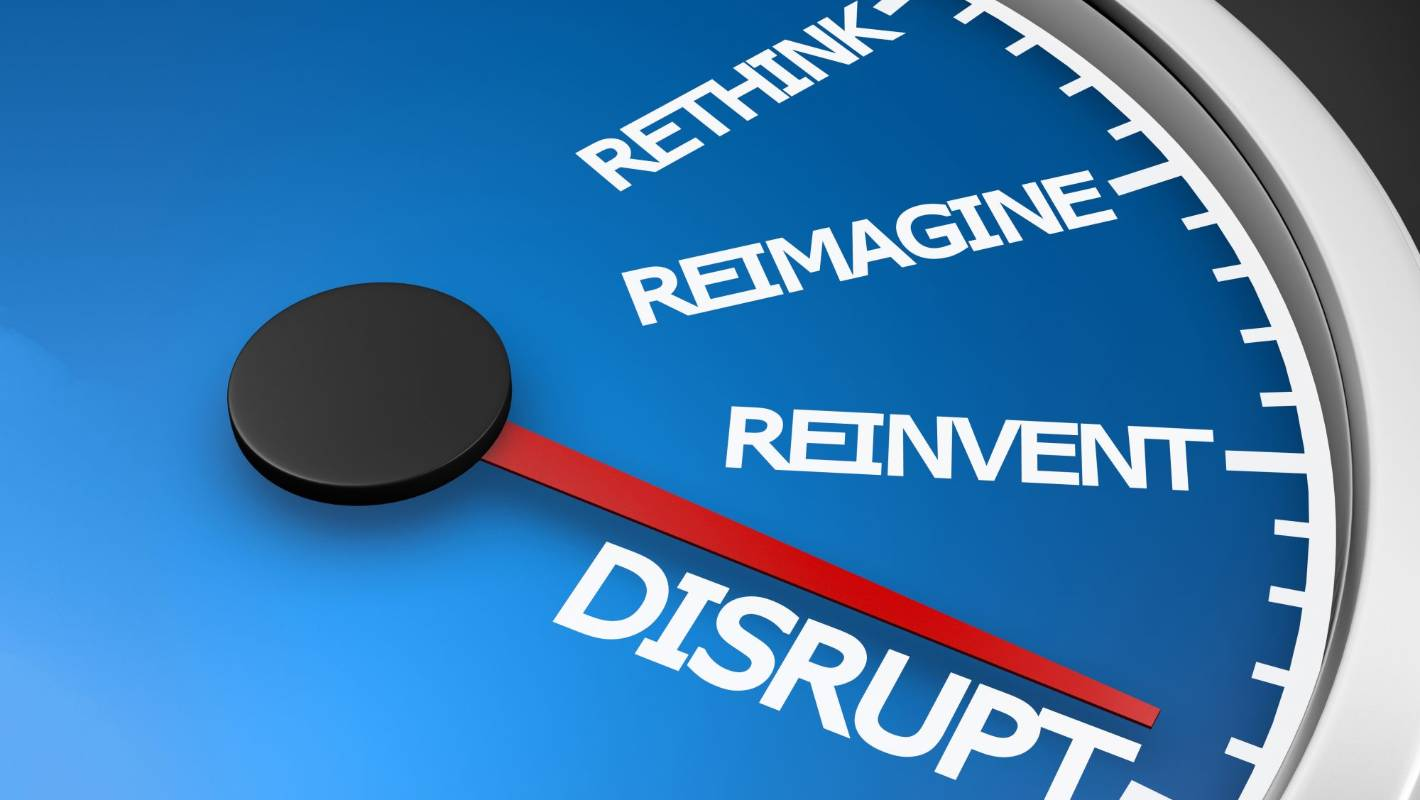 RETHINK
REIMAGINE
REINVENT
DISRUPT